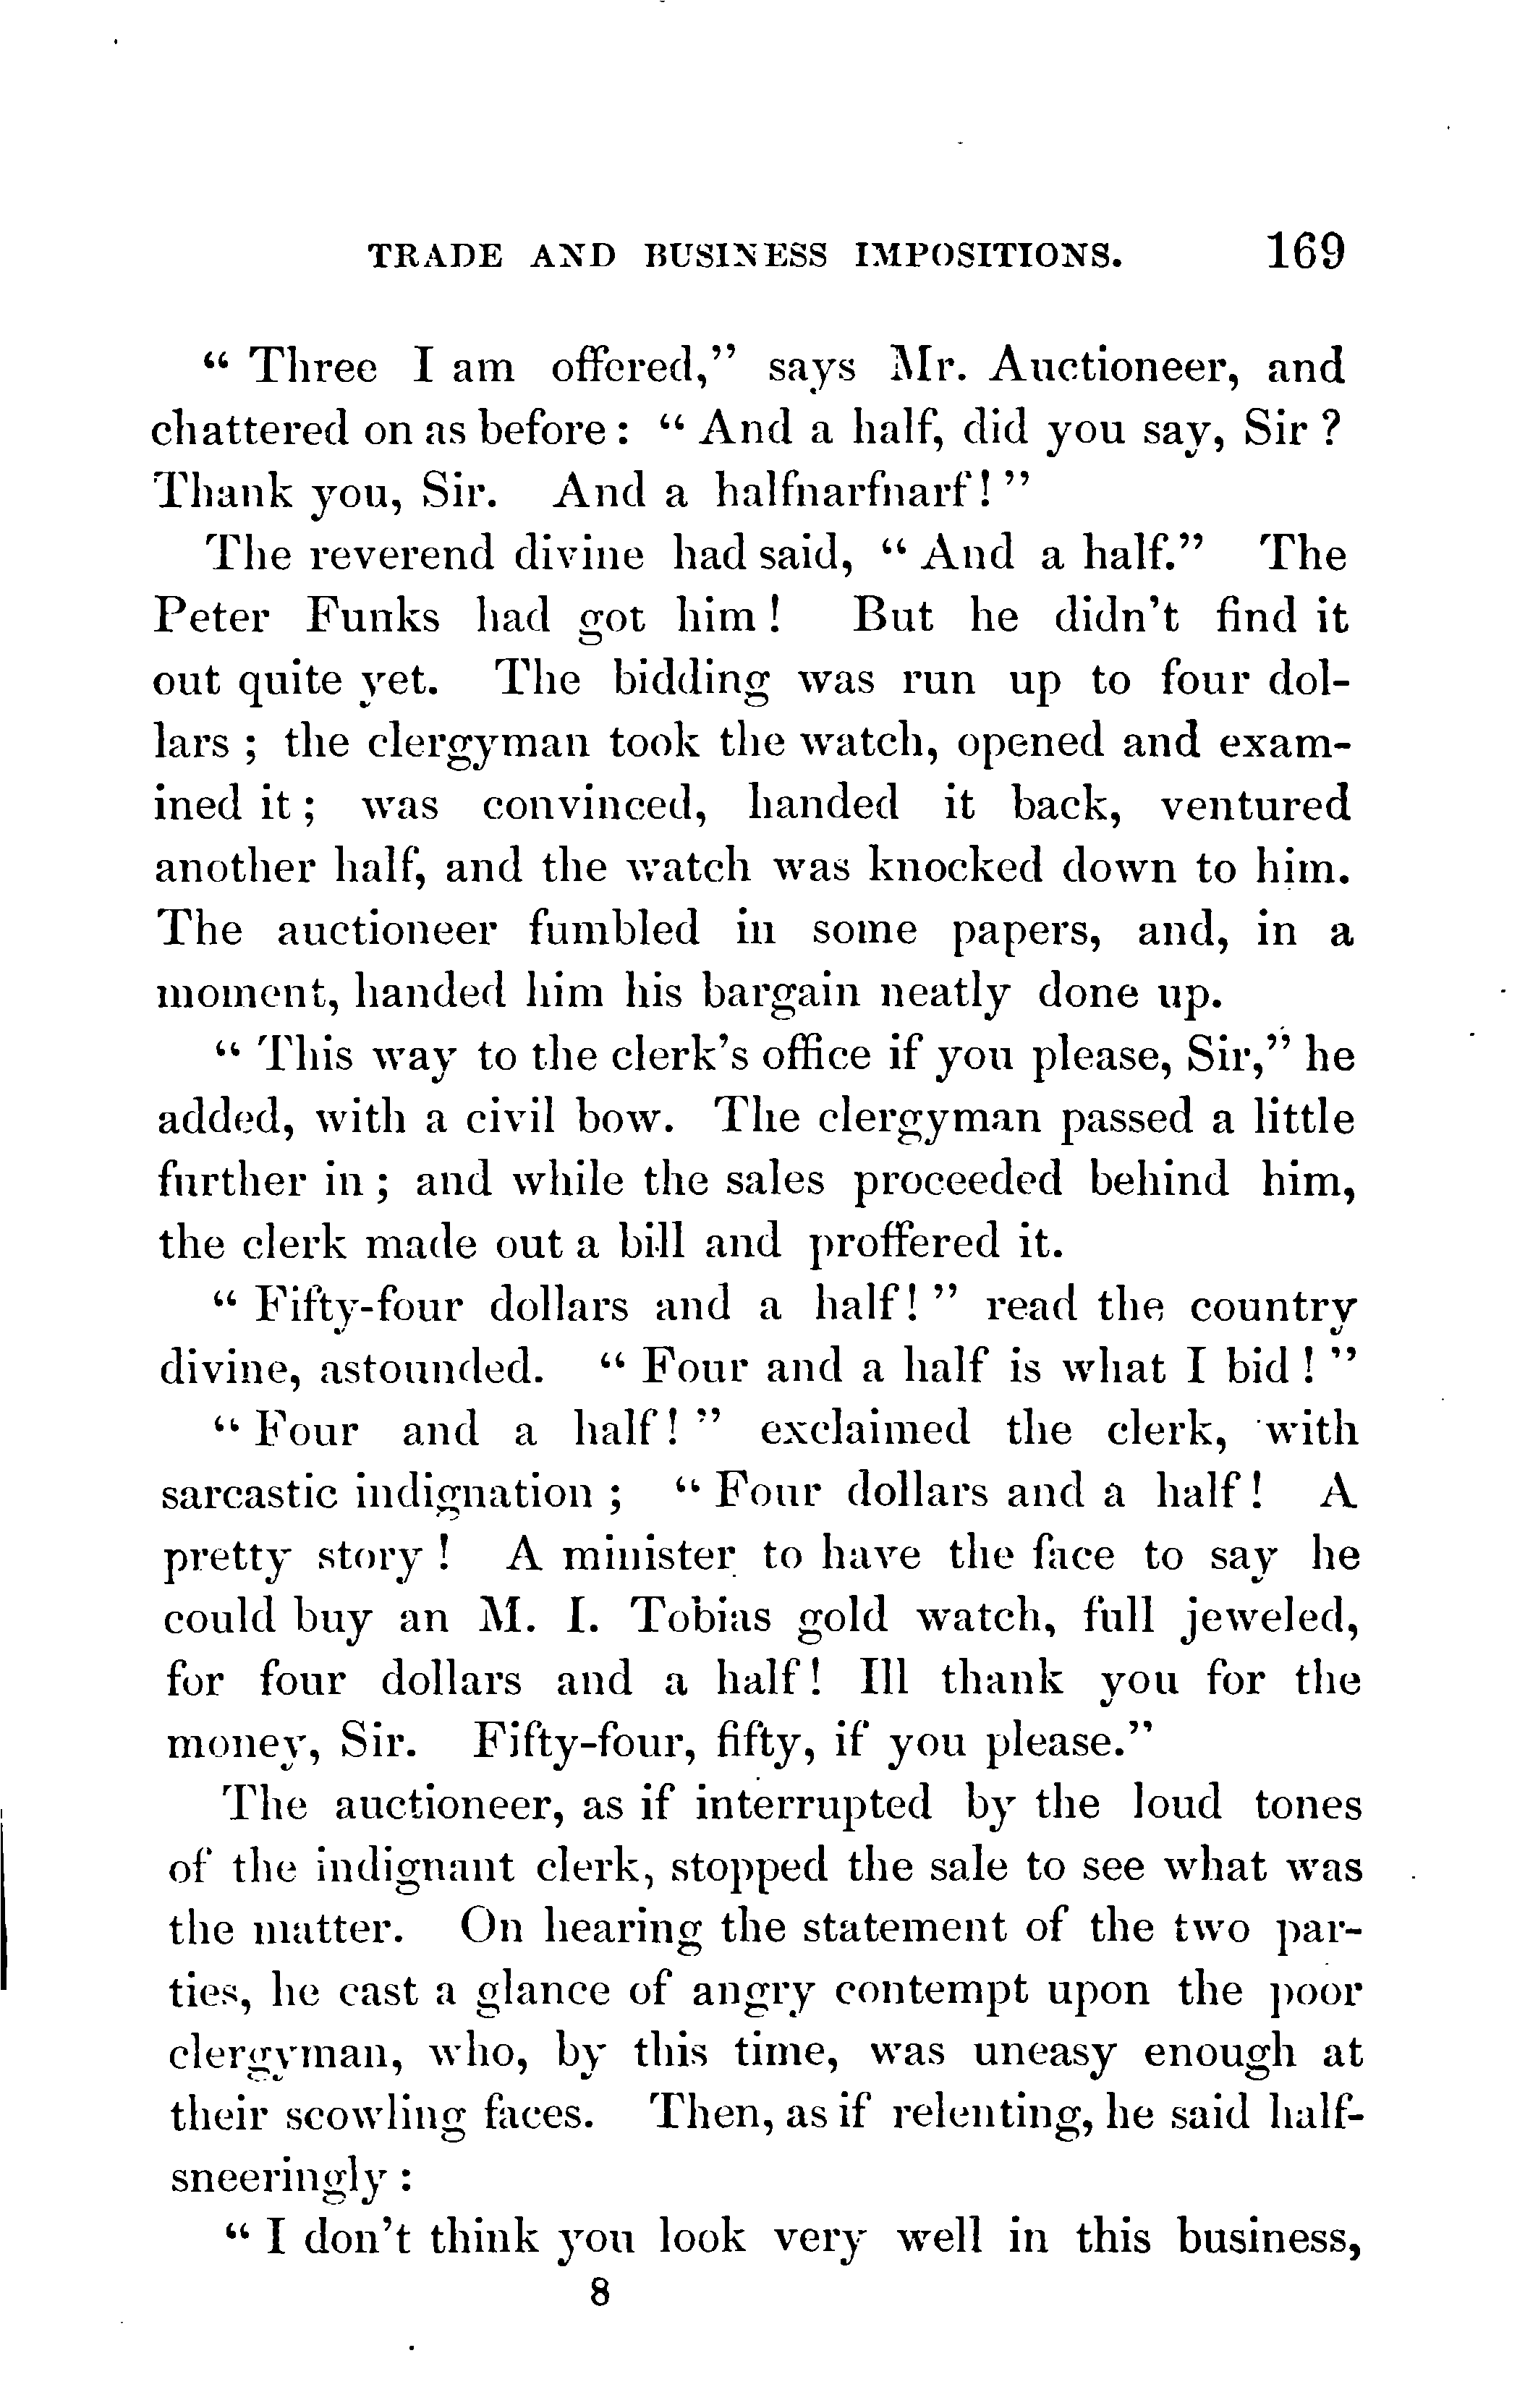 TRADE AND BUSINESS IMPOSITIONS. 169
“ Three I am offered,” says Mr. Auctioneer, and
chattered on as before : “ And a half, did you say, Sir ?
Thank you, Sir. And a halfnarfnarf ! ”
The reverend divine had said, “ And a half.” The
Peter Funks had got him ! But he didn’t find it
out quite yet. The bidding was run up to four dol-
lars ; the clergyman took the watch, opened and exam-
ined it ; was convinced, handed it back, ventured
another half, and the watch was knocked down to him.
The auctioneer fumbled in some papers, and, in a
moment, handed him his bargain neatly done up.
“ This way to the clerk’s office if you please, Sir,” he
added, with a civil bow. The clergyman passed a little
further in ; and while the sales proceeded behind him,
the clerk made out a bill and proffered it.
“ Fifty-four dollars and a half ! ” read the country
divine, astounded. “ Four and a half is what I bid ! ”
“ Four and a half ! ” exclaimed the clerk, with
sarcastic indignation ; “ Four dollars and a half ! A
pretty story ! A minister to have the face to say he
could buy an M. I. Tobias gold watch, full jeweled,
for four dollars and a half ! Ill thank you for the
money, Sir. Fifty-four, fifty, if you please.”
The auctioneer, as if interrupted by the loud tones
of the indignant clerk, stopped the sale to see what was
the matter. On hearing the statement of the two par-
ties, he cast a glance of angry contempt upon the poor
clergyman, who, by this time, was uneasy enough at
their scowling faces. Then, as if relenting, he said half-
sneeringly :
“ I don’t think you look very well in this business,
8